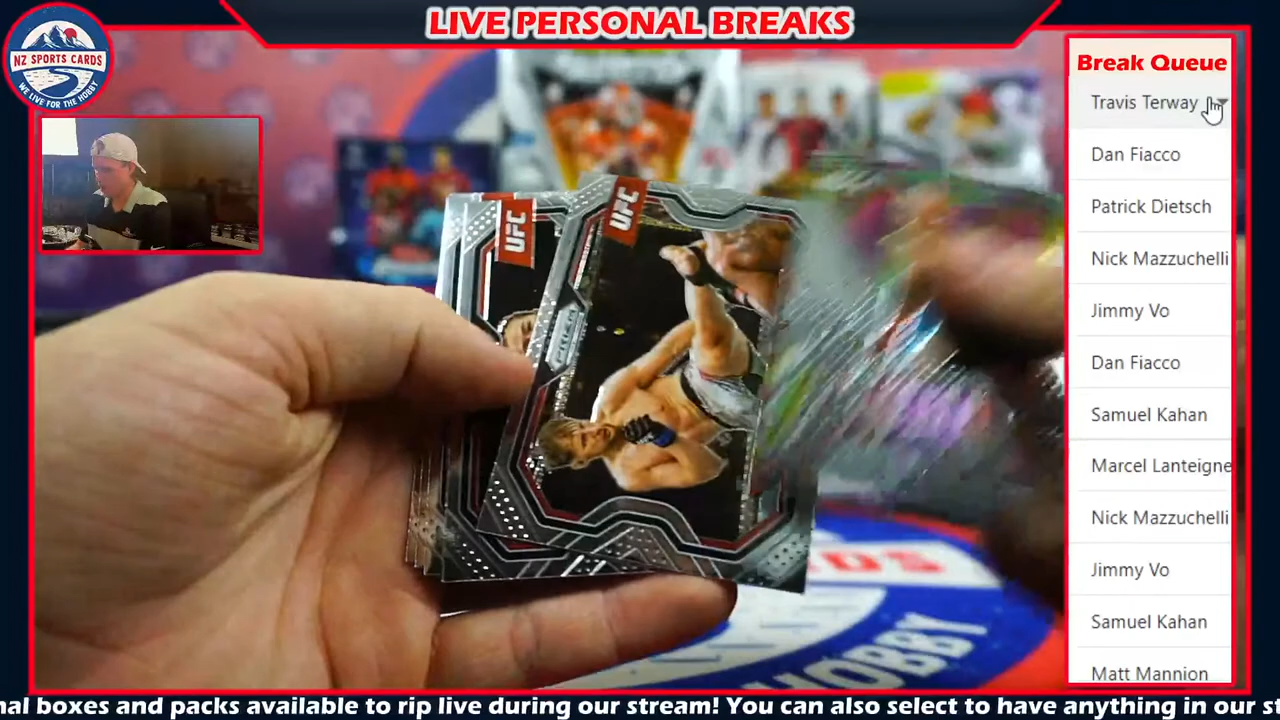 LIVE PERSONAL BREAKS
NZ SPORTS CARDS
WE LIVE FOR THE HOBBY
Break Queue
Travis Terway
Dan Fiacco
Patrick Dietsch
Nick Mazzuchelli
Jimmy Vo
Dan Fiacco
Samuel Kahan
Marcel Lanteigne
Nick Mazzuchelli
Jimmy Vo
Samuel Kahan
Matt Mannion
UFC
UFC
PRIZM
HOBBY
nal boxes and packs available to rip live during our stream! You can also select to have anything in our st